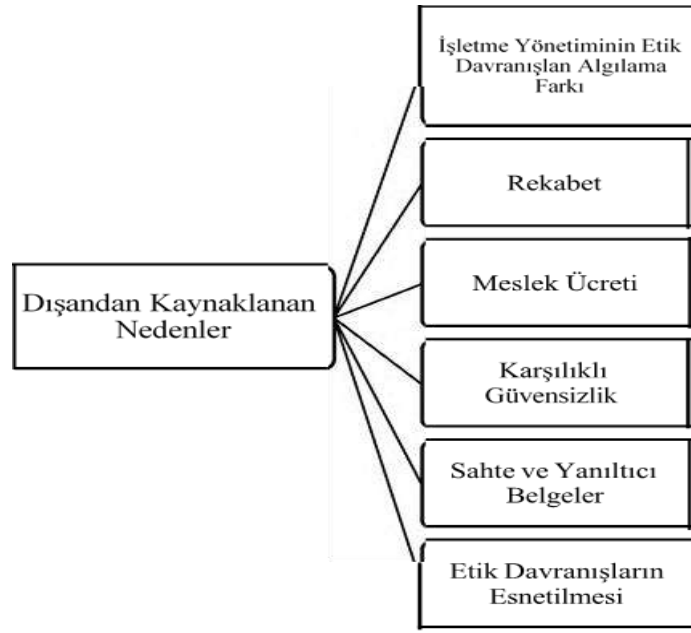 İşletme Yönetiminin Etik
Davranışlan Algılama
Farkı
Rekabet
Meslek Ücreti
Dışandan Kaynaklanan
Nedenler
Karşılıklı
Güvensizlik
Sahte ve Yanıltıcı
Belgeler
Etik Davranışların
Esnetilmesi